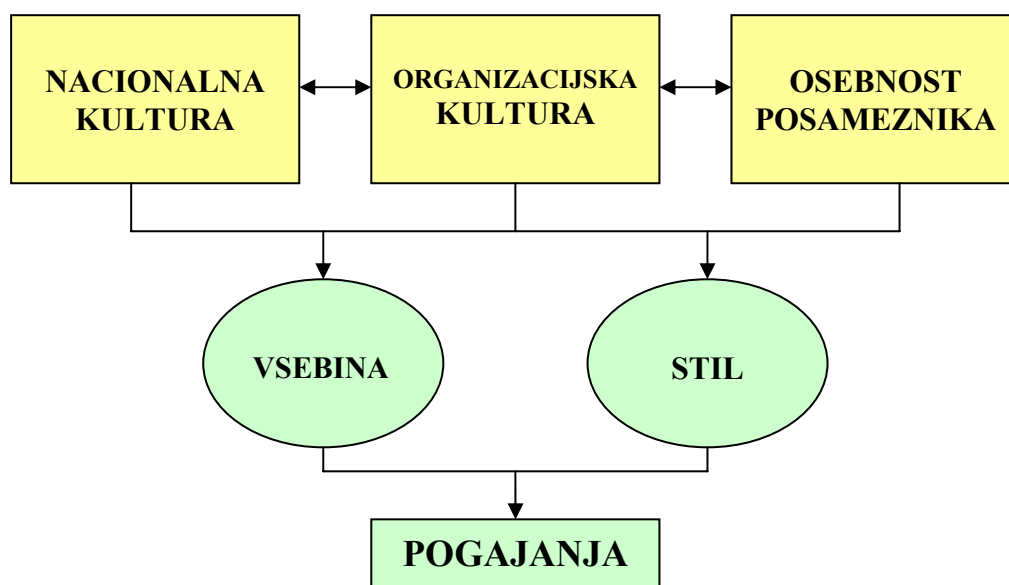 NACIONALNA
KULTURA
ORGANIZACIJSKA
KULTURA
OSEBNOST
POSAMEZNIKA
VSEBINA
STIL
POGAJANJA